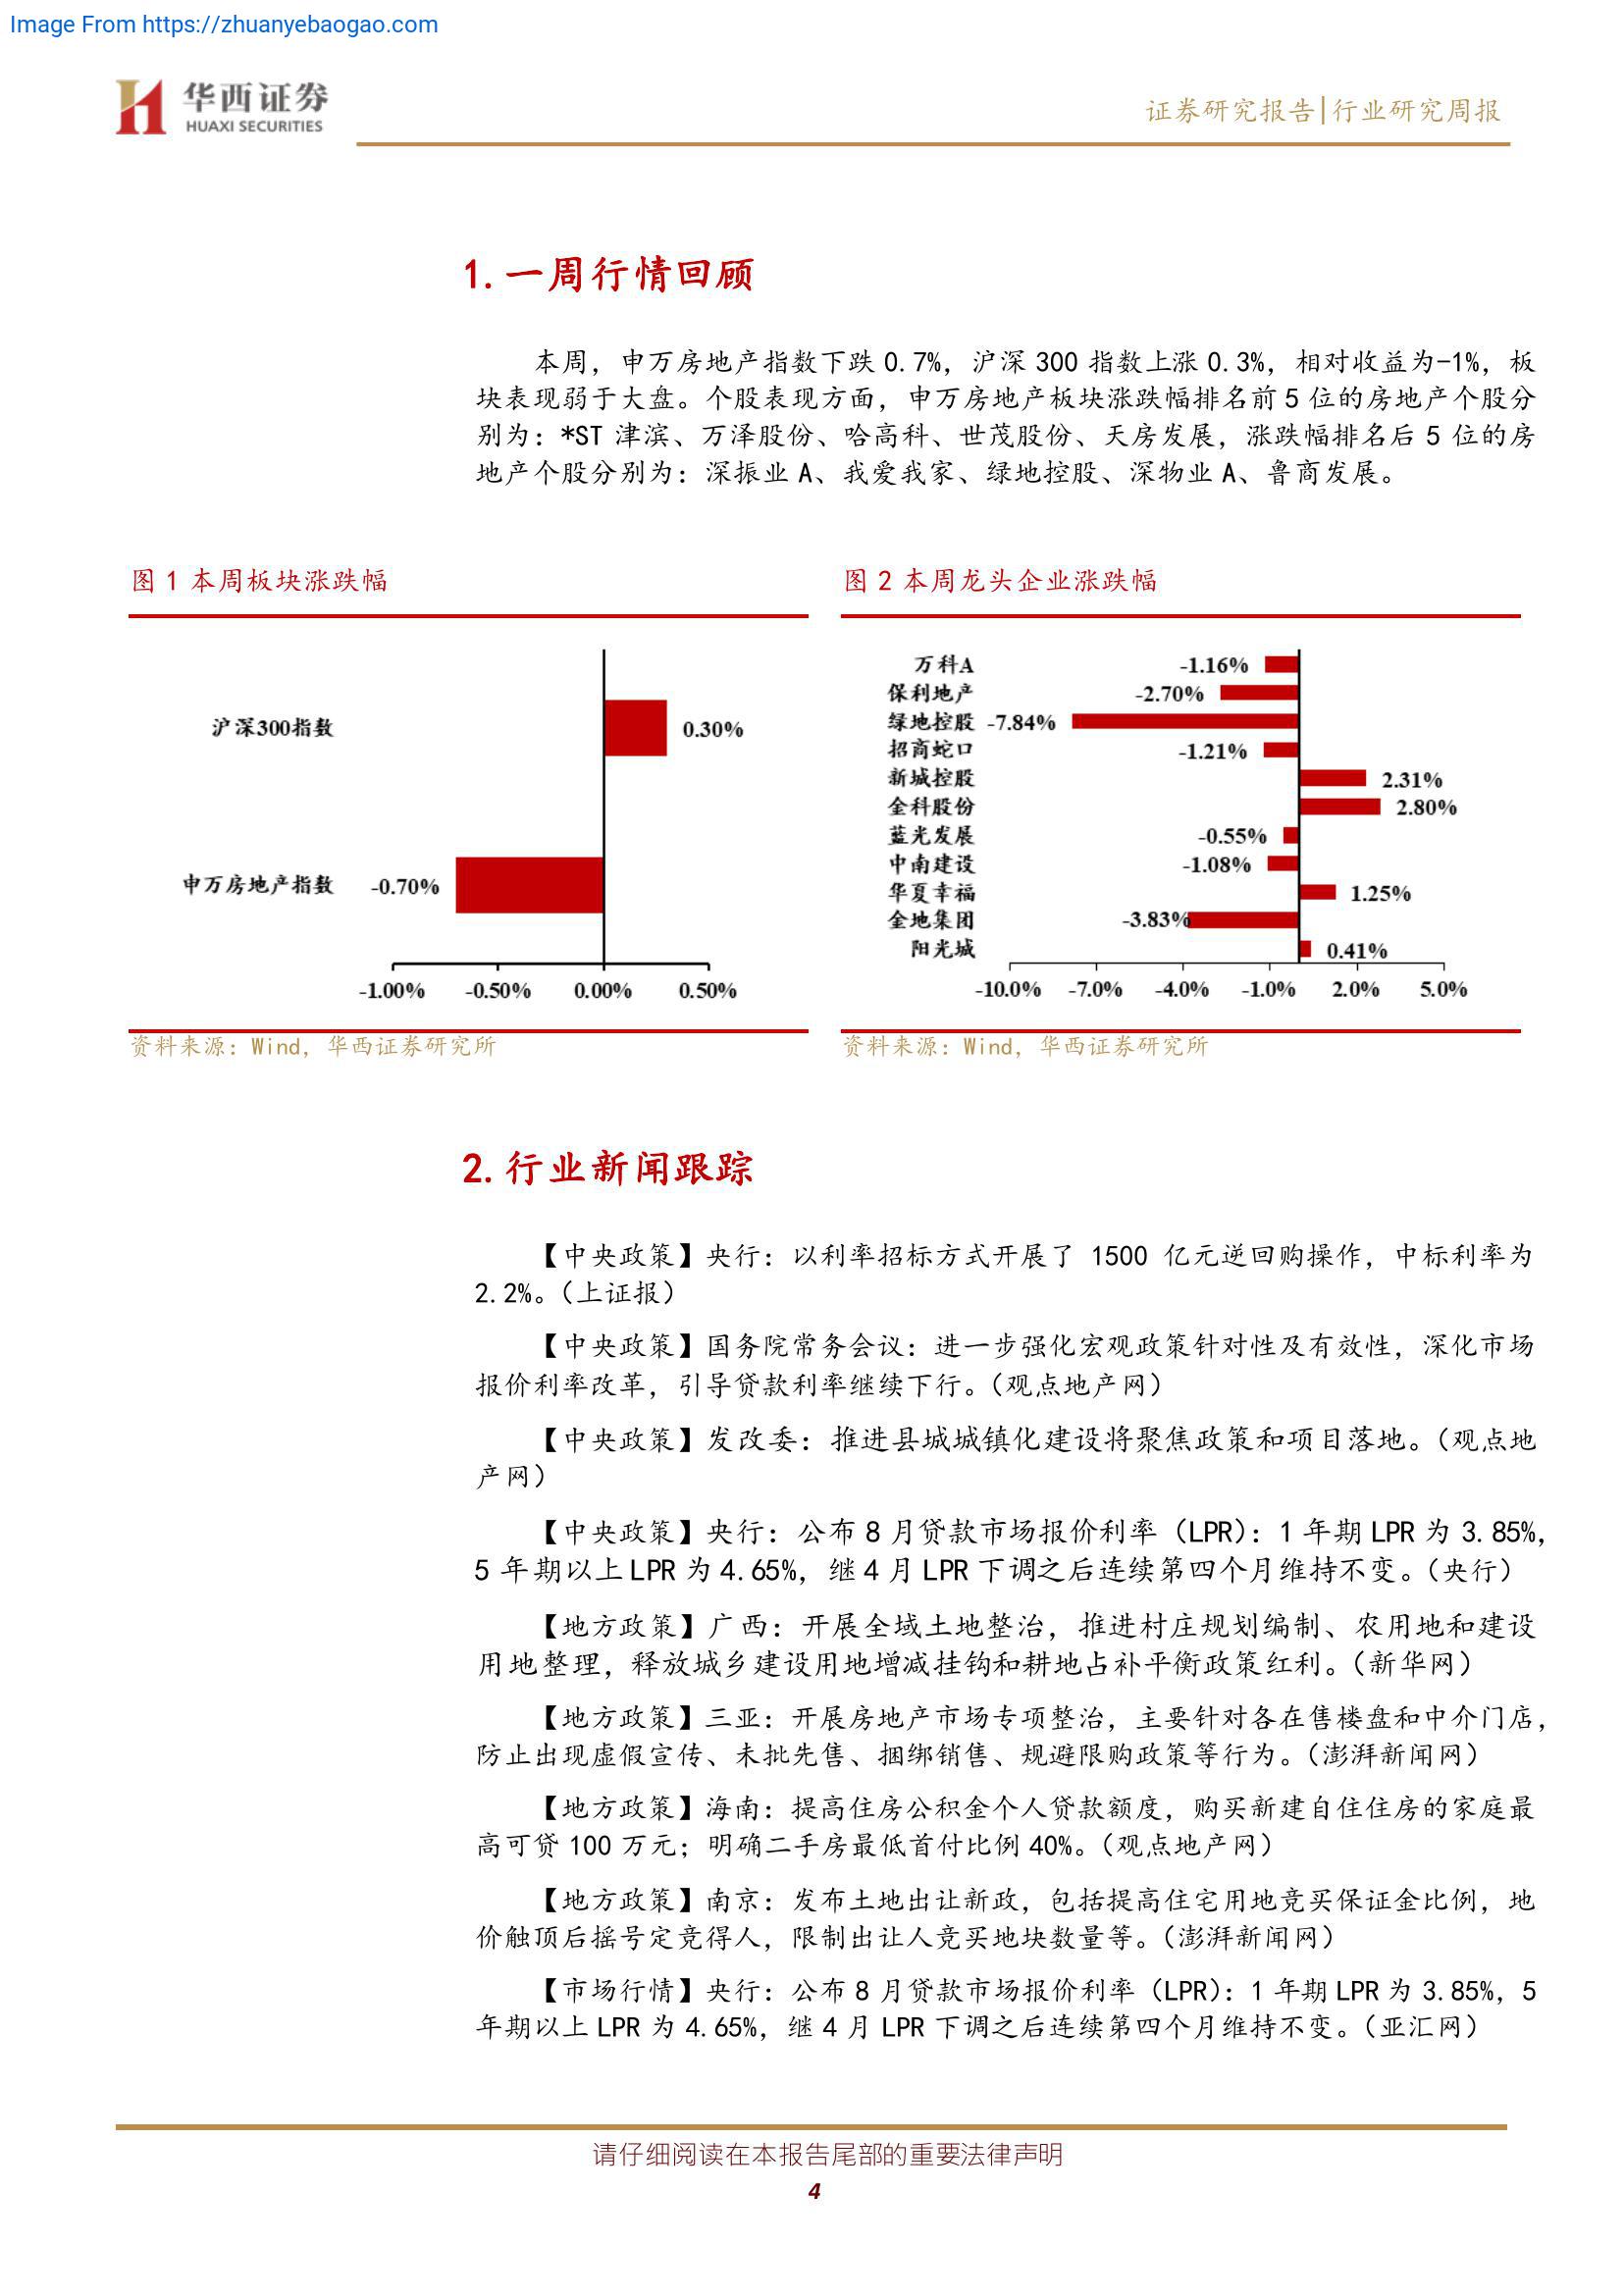 Image From https://zhuanyebaogao.com
华西证券
HUAXI SECURITIES
证券研究报告|行业研究周报
1.一周行情回顾
本周，申万房地产指数下跌 0.7%，沪深 300 指数上涨 0.3%，相对收益为-1%，板
块表现弱于大盘。个股表现方面，申万房地产板块涨跌幅排名前 5 位的房地产个股分
别为：*ST 津滨、万泽股份、哈高科、世茂股份、天房发展，涨跌幅排名后 5 位的房
地产个股分别为：深振业 A、我爱我家、绿地控股、深物业 A、鲁商发展。
图 1 本周板块涨跌幅
沪深300指数
0.30%
申万房地产指数
-0.70%
-1.00% -0.50% 0.00% 0.50%
资料来源：Wind，华西证券研究所
图 2 本周龙头企业涨跌幅
万科A -1.16%
保利地产 -2.70%
绿地控股 -7.84%
招商蛇口 -1.21%
新城控股 2.31%
金科股份 2.80%
蓝光发展 -0.55%
中南建设 -1.08%
华夏幸福 1.25%
金地集团 -3.83%
阳光城 0.41%
-10.0% -7.0% -4.0% -1.0% 2.0% 5.0%
资料来源：Wind，华西证券研究所
2.行业新闻跟踪
【中央政策】央行：以利率招标方式开展了 1500 亿元逆回购操作，中标利率为
2.2%。（上证报）
【中央政策】国务院常务会议：进一步强化宏观政策针对性及有效性，深化市场
报价利率改革，引导贷款利率继续下行。（观点地产网）
【中央政策】发改委：推进县城城镇化建设将聚焦政策和项目落地。（观点地
产网）
【中央政策】央行：公布 8 月贷款市场报价利率（LPR）：1 年期 LPR 为 3.85%，
5 年期以上 LPR 为 4.65%，继 4 月 LPR 下调之后连续第四个月维持不变。（央行）
【地方政策】广西：开展全域土地整治，推进村庄规划编制、农用地和建设
用地整理，释放城乡建设用地增减挂钩和耕地占补平衡政策红利。（新华网）
【地方政策】三亚：开展房地产市场专项整治，主要针对各在售楼盘和中介门店，
防止出现虚假宣传、未批先售、捆绑销售、规避限购政策等行为。（澎湃新闻网）
【地方政策】海南：提高住房公积金个人贷款额度，购买新建自住住房的家庭最
高可贷 100 万元；明确二手房最低首付比例 40%。（观点地产网）
【地方政策】南京：发布土地出让新政，包括提高住宅用地竞买保证金比例，地
价触顶后摇号定竞得人，限制出让人竞买地块数量等。（澎湃新闻网）
【市场行情】央行：公布 8 月贷款市场报价利率（LPR）：1 年期 LPR 为 3.85%，5
年期以上 LPR 为 4.65%，继 4 月 LPR 下调之后连续第四个月维持不变。（亚汇网）
请仔细阅读在本报告尾部的重要法律声明
4